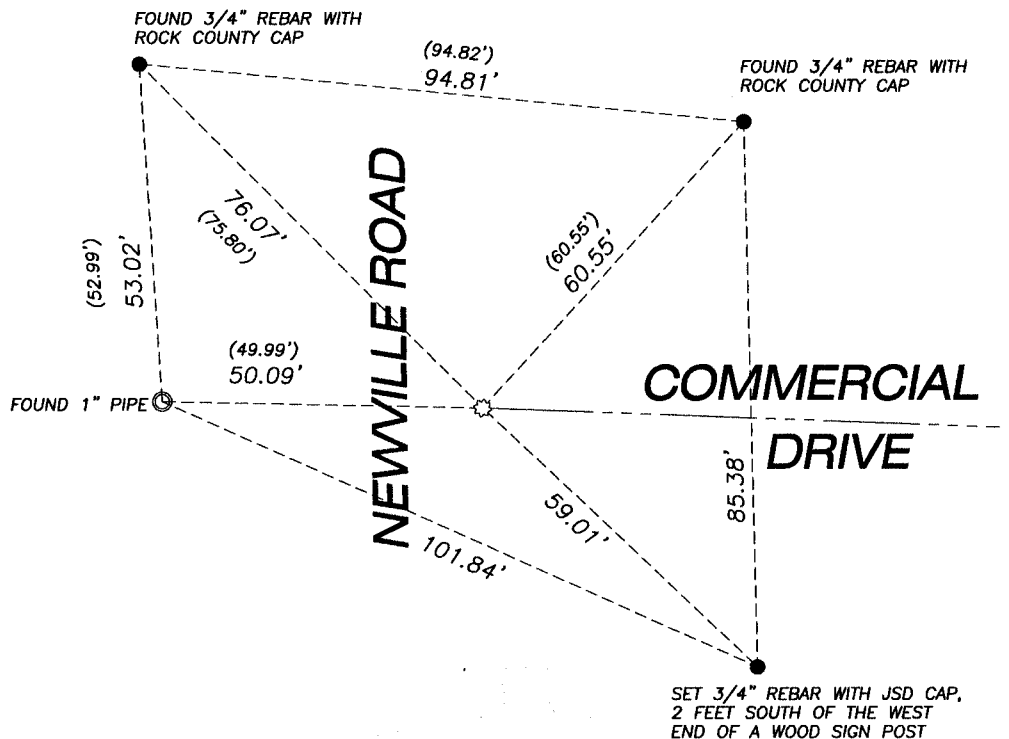 FOUND 3/4" REBAR WITH
ROCK COUNTY CAP
(94.82')
94.81'
FOUND 3/4" REBAR WITH
ROCK COUNTY CAP
76.07'
(75.80')
NEWVILLE ROAD
(60.55')
60.55'
(52.99')
53.02'
(49.99')
50.09'
FOUND 1" PIPE
COMMERCIAL
DRIVE
85.38'
59.01'
101.84'
SET 3/4" REBAR WITH JSD CAP,
2 FEET SOUTH OF THE WEST
END OF A WOOD SIGN POST